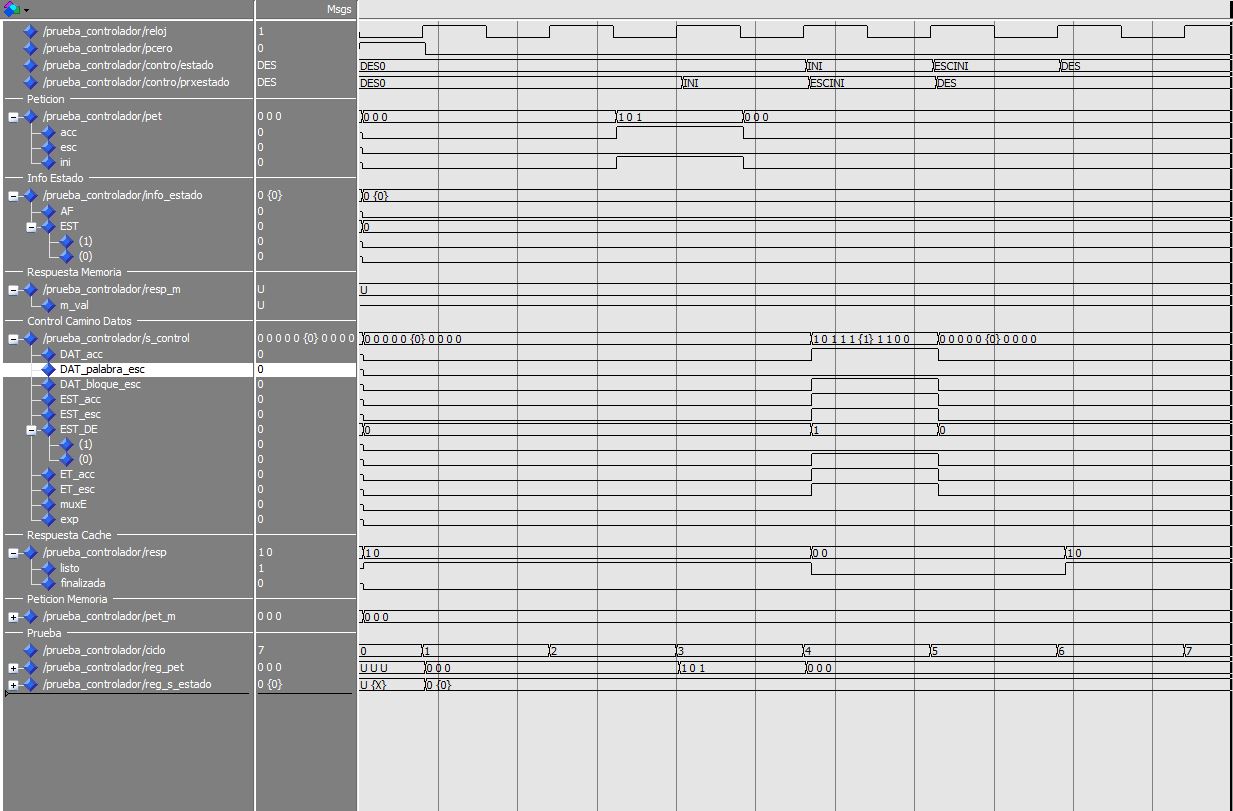 Msgs
/prueba_controlador/reloj 1
/prueba_controlador/pcero 0
/prueba_controlador/contro/estado DES DES0 INI ESCINI DES
/prueba_controlador/contro/prxestado DES DES0 INI ESCINI DES
Peticion
/prueba_controlador/pet 0 0 0 0 0 0 1 0 1 0 0 0
acc 0
esc 0
ini 0
Info Estado
/prueba_controlador/info_estado 0 {0} 0 {0}
AF 0
EST 0 0
(1) 0
(0) 0
Respuesta Memoria
/prueba_controlador/resp_m U U
m_val U
Control Camino Datos
/prueba_controlador/s_control 0 0 0 0 0 {0} 0 0 0 0 0 0 0 0 0 {0} 0 0 0 0 1 0 1 1 1 {1} 1 1 0 0 0 0 0 0 0 {0} 0 0 0 0
DAT_acc 0
DAT_palabra_esc 0
DAT_bloque_esc 0
EST_acc 0
EST_esc 0
EST_DE 0 0 1 0
(1) 0
(0) 0
ET_acc 0
ET_esc 0
muxE 0
exp 0
Respuesta Cache
/prueba_controlador/resp 1 0 1 0 0 0 1 0
listo 1
finalizada 0
Peticion Memoria
/prueba_controlador/pet_m 0 0 0 0 0 0
Prueba
/prueba_controlador/ciclo 7 0 1 2 3 4 5 6 7
/prueba_controlador/reg_pet 0 0 0 U U U 0 0 0 1 0 1 0 0 0
/prueba_controlador/reg_s_estado 0 {0} U {X} 0 {0}